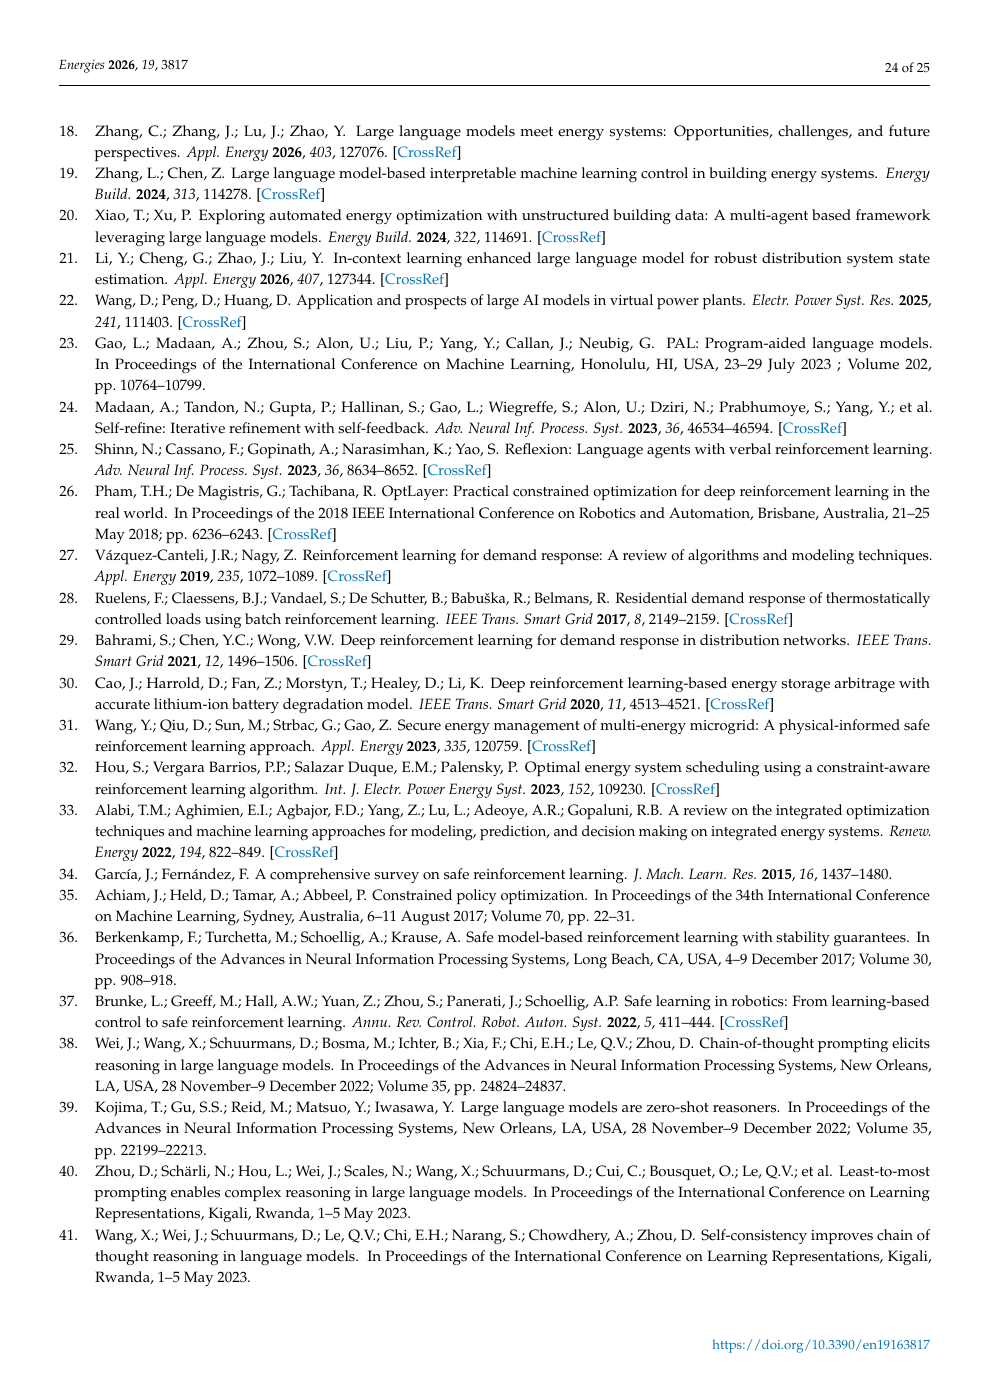 Energies 2026, 19, 3817
24 of 25
18. Zhang, C.; Zhang, J.; Lu, J.; Zhao, Y. Large language models meet energy systems: Opportunities, challenges, and future
perspectives. Appl. Energy 2026, 403, 127076. [CrossRef]
19. Zhang, L.; Chen, Z. Large language model-based interpretable machine learning control in building energy systems. Energy
Build. 2024, 313, 114278. [CrossRef]
20. Xiao, T.; Xu, P. Exploring automated energy optimization with unstructured building data: A multi-agent based framework
leveraging large language models. Energy Build. 2024, 322, 114691. [CrossRef]
21. Li, Y.; Cheng, G.; Zhao, J.; Liu, Y. In-context learning enhanced large language model for robust distribution system state
estimation. Appl. Energy 2026, 407, 127344. [CrossRef]
22. Wang, D.; Peng, D.; Huang, D. Application and prospects of large AI models in virtual power plants. Electr. Power Syst. Res. 2025,
241, 111403. [CrossRef]
23. Gao, L.; Madaan, A.; Zhou, S.; Alon, U.; Liu, P.; Yang, Y.; Callan, J.; Neubig, G. PAL: Program-aided language models.
In Proceedings of the International Conference on Machine Learning, Honolulu, HI, USA, 23–29 July 2023 ; Volume 202,
pp. 10764–10799.
24. Madaan, A.; Tandon, N.; Gupta, P.; Hallinan, S.; Gao, L.; Wiegreffe, S.; Alon, U.; Dziri, N.; Prabhumoye, S.; Yang, Y.; et al.
Self-refine: Iterative refinement with self-feedback. Adv. Neural Inf. Process. Syst. 2023, 36, 46534–46594. [CrossRef]
25. Shinn, N.; Cassano, F.; Gopinath, A.; Narasimhan, K.; Yao, S. Reflexion: Language agents with verbal reinforcement learning.
Adv. Neural Inf. Process. Syst. 2023, 36, 8634–8652. [CrossRef]
26. Pham, T.H.; De Magistris, G.; Tachibana, R. OptLayer: Practical constrained optimization for deep reinforcement learning in the
real world. In Proceedings of the 2018 IEEE International Conference on Robotics and Automation, Brisbane, Australia, 21–25
May 2018; pp. 6236–6243. [CrossRef]
27. Vázquez-Canteli, J.R.; Nagy, Z. Reinforcement learning for demand response: A review of algorithms and modeling techniques.
Appl. Energy 2019, 235, 1072–1089. [CrossRef]
28. Ruelens, F.; Claessens, B.J.; Vandael, S.; De Schutter, B.; Babuška, R.; Belmans, R. Residential demand response of thermostatically
controlled loads using batch reinforcement learning. IEEE Trans. Smart Grid 2017, 8, 2149–2159. [CrossRef]
29. Bahrami, S.; Chen, Y.C.; Wong, V.W. Deep reinforcement learning for demand response in distribution networks. IEEE Trans.
Smart Grid 2021, 12, 1496–1506. [CrossRef]
30. Cao, J.; Harrold, D.; Fan, Z.; Morstyn, T.; Healey, D.; Li, K. Deep reinforcement learning-based energy storage arbitrage with
accurate lithium-ion battery degradation model. IEEE Trans. Smart Grid 2020, 11, 4513–4521. [CrossRef]
31. Wang, Y.; Qiu, D.; Sun, M.; Strbac, G.; Gao, Z. Secure energy management of multi-energy microgrid: A physical-informed safe
reinforcement learning approach. Appl. Energy 2023, 335, 120759. [CrossRef]
32. Hou, S.; Vergara Barrios, P.P.; Salazar Duque, E.M.; Palensky, P. Optimal energy system scheduling using a constraint-aware
reinforcement learning algorithm. Int. J. Electr. Power Energy Syst. 2023, 152, 109230. [CrossRef]
33. Alabi, T.M.; Aghimien, E.I.; Agbajor, F.D.; Yang, Z.; Lu, L.; Adeoye, A.R.; Gopaluni, R.B. A review on the integrated optimization
techniques and machine learning approaches for modeling, prediction, and decision making on integrated energy systems. Renew.
Energy 2022, 194, 822–849. [CrossRef]
34. García, J.; Fernández, F. A comprehensive survey on safe reinforcement learning. J. Mach. Learn. Res. 2015, 16, 1437–1480.
35. Achiam, J.; Held, D.; Tamar, A.; Abbeel, P. Constrained policy optimization. In Proceedings of the 34th International Conference
on Machine Learning, Sydney, Australia, 6–11 August 2017; Volume 70, pp. 22–31.
36. Berkenkamp, F.; Turchetta, M.; Schoellig, A.; Krause, A. Safe model-based reinforcement learning with stability guarantees. In
Proceedings of the Advances in Neural Information Processing Systems, Long Beach, CA, USA, 4–9 December 2017; Volume 30,
pp. 908–918.
37. Brunke, L.; Greeff, M.; Hall, A.W.; Yuan, Z.; Zhou, S.; Panerati, J.; Schoellig, A.P. Safe learning in robotics: From learning-based
control to safe reinforcement learning. Annu. Rev. Control. Robot. Auton. Syst. 2022, 5, 411–444. [CrossRef]
38. Wei, J.; Wang, X.; Schuurmans, D.; Bosma, M.; Ichter, B.; Xia, F.; Chi, E.H.; Le, Q.V.; Zhou, D. Chain-of-thought prompting elicits
reasoning in large language models. In Proceedings of the Advances in Neural Information Processing Systems, New Orleans,
LA, USA, 28 November–9 December 2022; Volume 35, pp. 24824–24837.
39. Kojima, T.; Gu, S.S.; Reid, M.; Matsuo, Y.; Iwasawa, Y. Large language models are zero-shot reasoners. In Proceedings of the
Advances in Neural Information Processing Systems, New Orleans, LA, USA, 28 November–9 December 2022; Volume 35,
pp. 22199–22213.
40. Zhou, D.; Schärli, N.; Hou, L.; Wei, J.; Scales, N.; Wang, X.; Schuurmans, D.; Cui, C.; Bousquet, O.; Le, Q.V.; et al. Least-to-most
prompting enables complex reasoning in large language models. In Proceedings of the International Conference on Learning
Representations, Kigali, Rwanda, 1–5 May 2023.
41. Wang, X.; Wei, J.; Schuurmans, D.; Le, Q.V.; Chi, E.H.; Narang, S.; Chowdhery, A.; Zhou, D. Self-consistency improves chain of
thought reasoning in language models. In Proceedings of the International Conference on Learning Representations, Kigali,
Rwanda, 1–5 May 2023.
https://doi.org/10.3390/en19163817